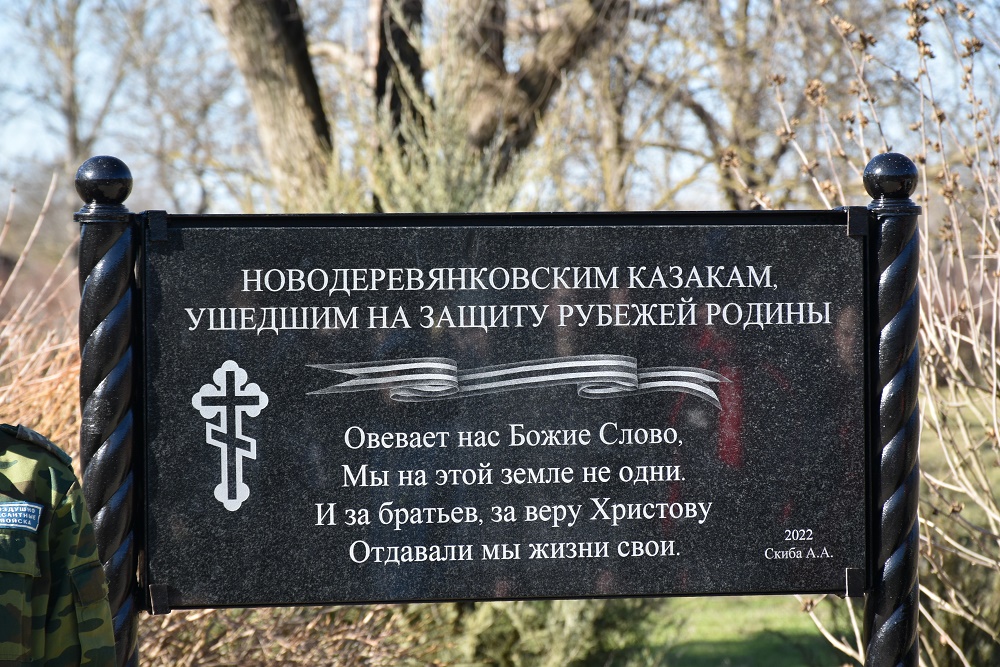 НОВОДЕРЕВЯНКОВСКИМ КАЗАКАМ,
УШЕДШИМ НА ЗАЩИТУ РУБЕЖЕЙ РОДИНЫ
Овевает нас Божие Слово,
Мы на этой земле не одни.
И за братьев, за веру Христову
Отдавали мы жизни свои.
2022
Скиба А.А.
ВОЙСКА